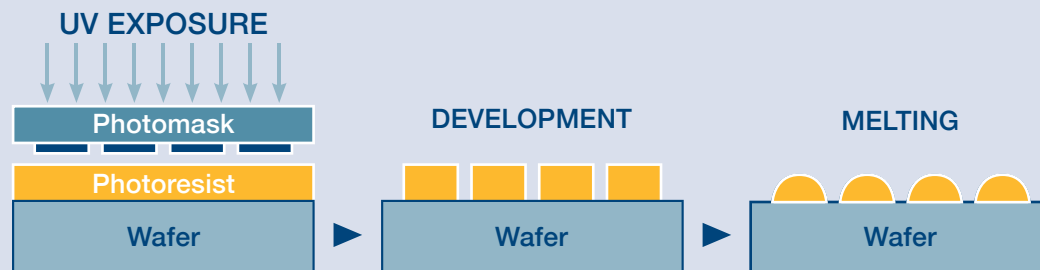 UV EXPOSURE
Photomask
Photoresist
Wafer
DEVELOPMENT
Wafer
MELTING
Wafer